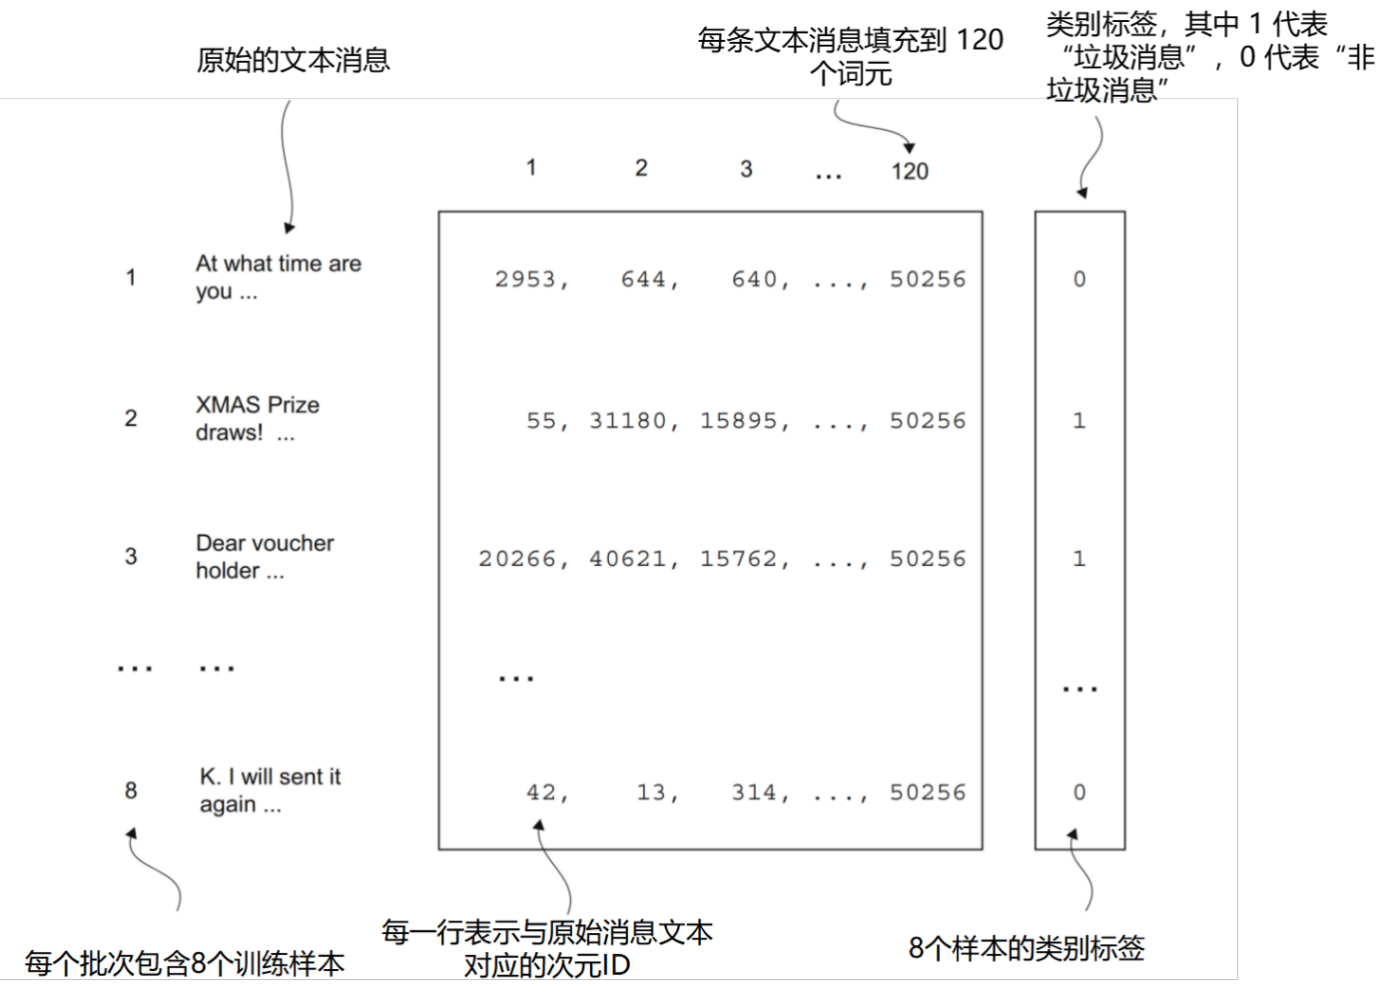 原始的文本消息
每条文本消息填充到 120
个词元
类别标签，其中 1 代表
“垃圾消息”，0 代表“非
垃圾消息”
1 2 3 ... 120
1 At what time are
you ... 2953, 644, 640, ..., 50256 0
2 XMAS Prize
draws! ... 55, 31180, 15895, ..., 50256 1
3 Dear voucher
holder ... 20266, 40621, 15762, ..., 50256 1
... ... ... ...
8 K. I will sent it
again ... 42, 13, 314, ..., 50256 0
每个批次包含8个训练样本
每一行表示与原始消息文本
对应的次元ID
8个样本的类别标签